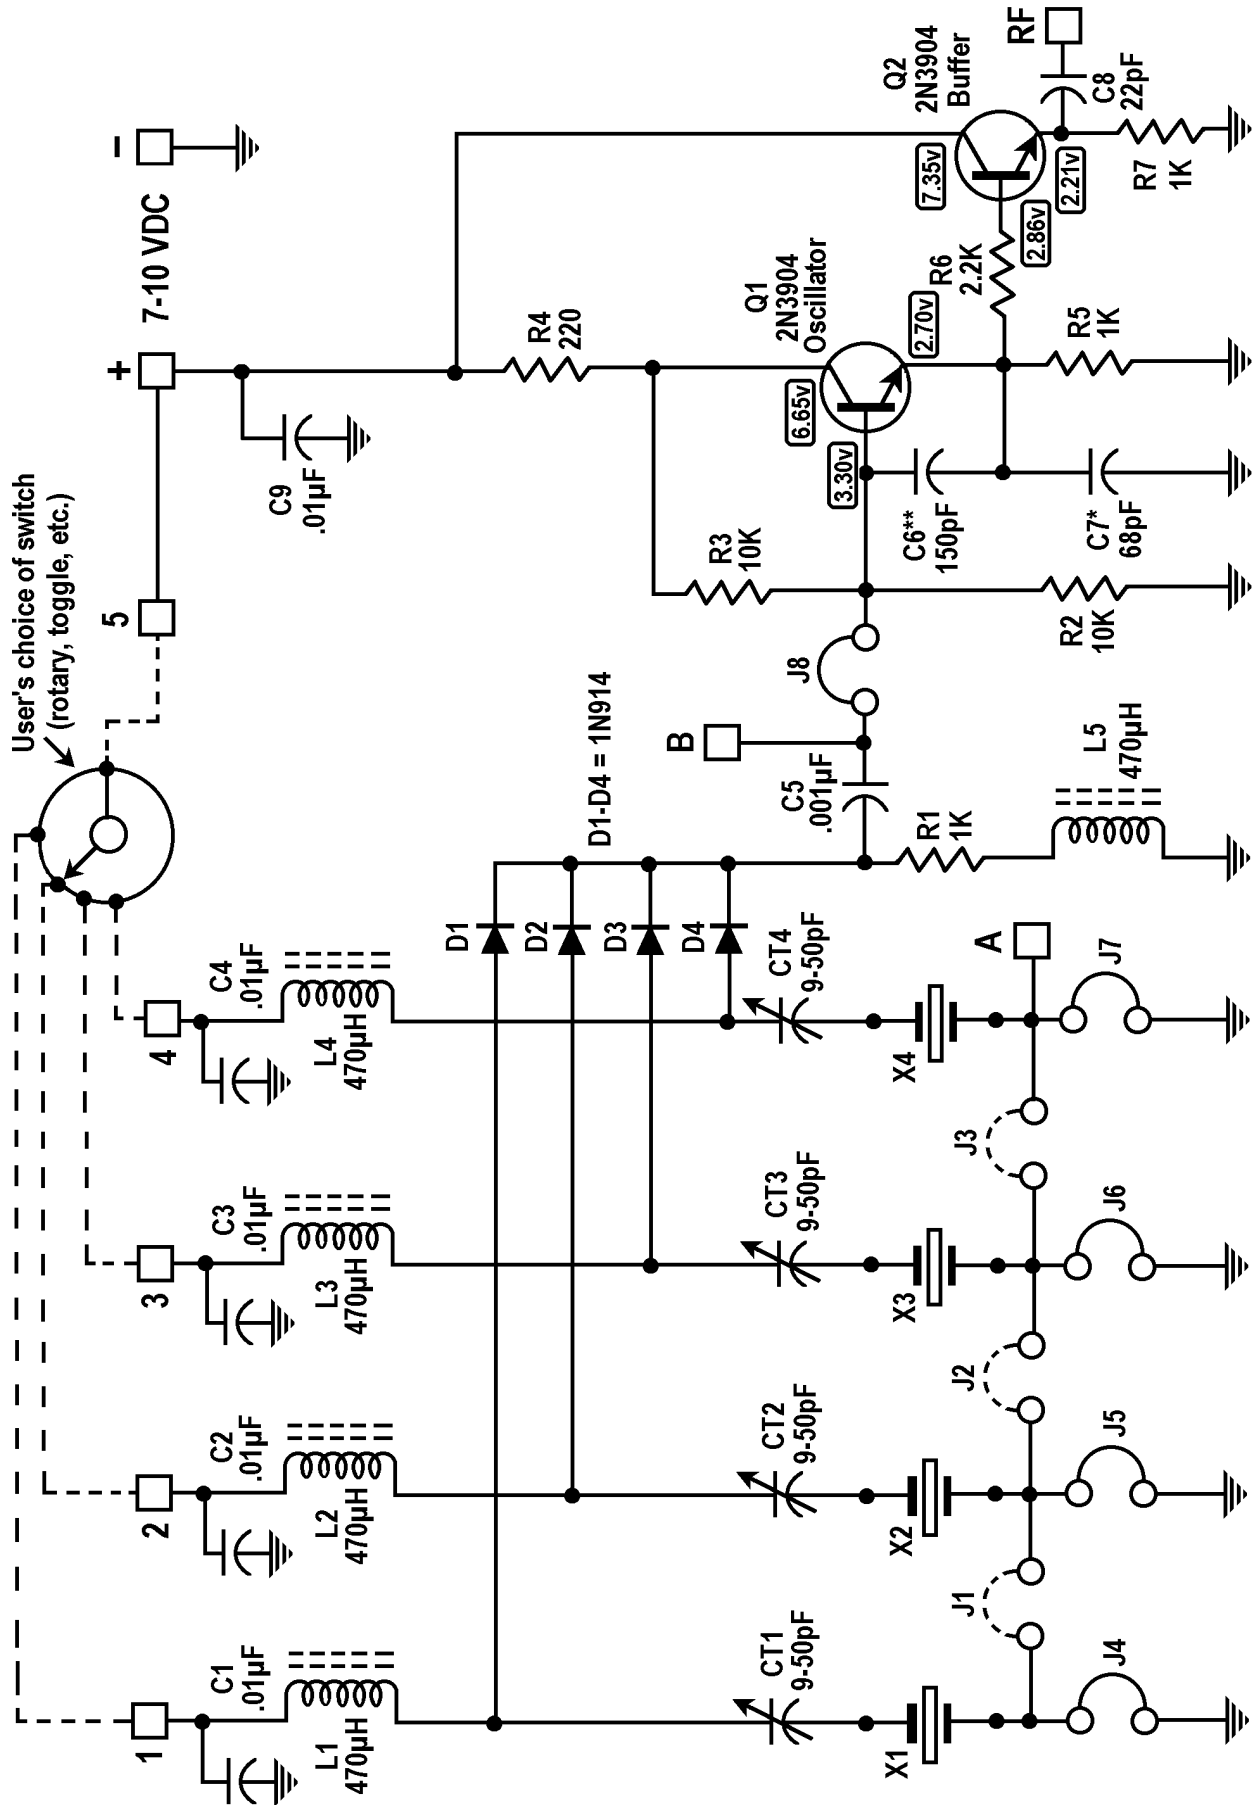 User's choice of switch
(rotary, toggle, etc.)
1
2
3
4
5
+
7-10 VDC
−
C1
.01µF
L1
470µH
C2
.01µF
L2
470µH
C3
.01µF
L3
470µH
C4
.01µF
L4
470µH
C9
.01µF
D1
D2
D3
D4
D1-D4 = 1N914
CT1
9-50pF
CT2
9-50pF
CT3
9-50pF
CT4
9-50pF
X1
X2
X3
X4
J1
J2
J3
J4
J5
J6
J7
A
B
J8
C5
.001µF
R1
1K
L5
470µH
R3
10K
R2
10K
R4
220
Q1
2N3904
Oscillator
6.65v
3.30v
2.70v
C6**
150pF
C7*
68pF
R5
1K
R6
2.2K
Q2
2N3904
Buffer
7.35v
2.86v
2.21v
R7
1K
C8
22pF
RF